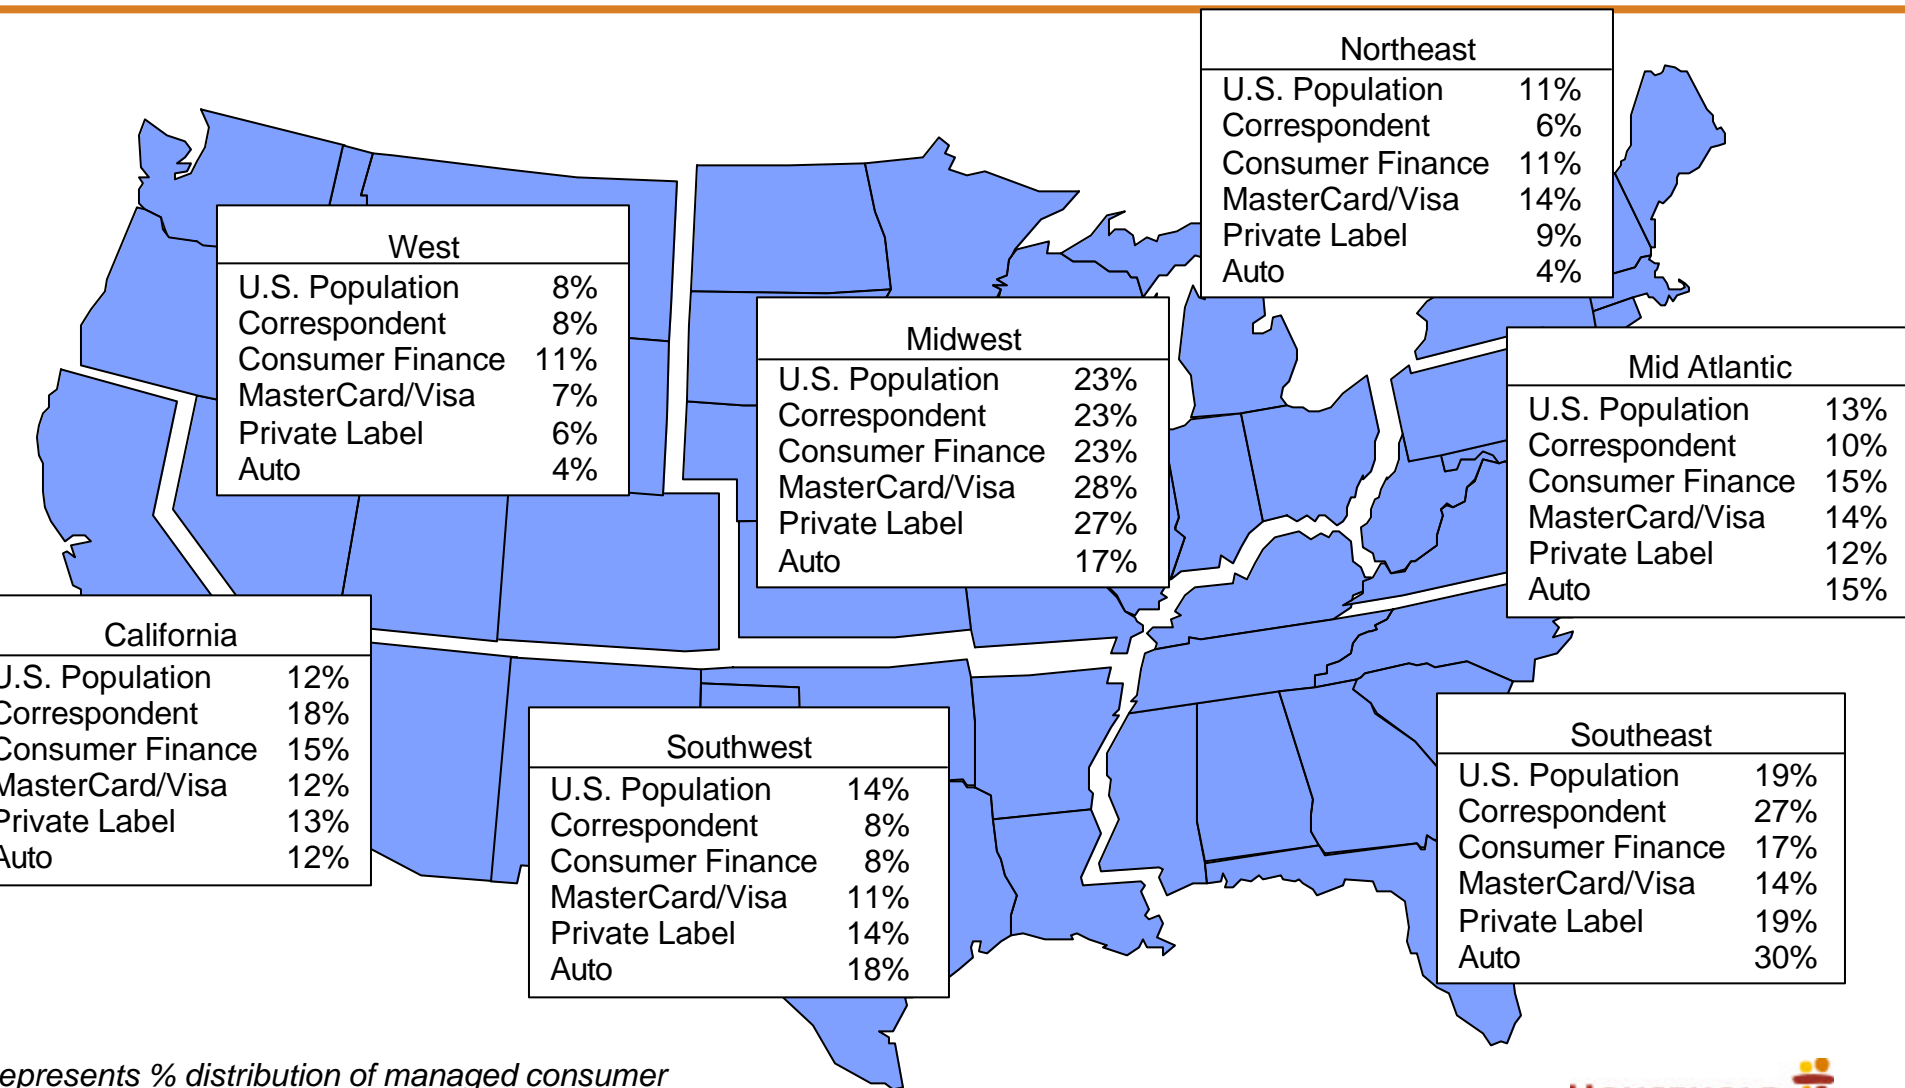 Northeast
U.S. Population 11%
Correspondent 6%
Consumer Finance 11%
MasterCard/Visa 14%
Private Label 9%
Auto 4%
West
U.S. Population 8%
Correspondent 8%
Consumer Finance 11%
MasterCard/Visa 7%
Private Label 6%
Auto 4%
Midwest
U.S. Population 23%
Correspondent 23%
Consumer Finance 23%
MasterCard/Visa 28%
Private Label 27%
Auto 17%
Mid Atlantic
U.S. Population 13%
Correspondent 10%
Consumer Finance 15%
MasterCard/Visa 14%
Private Label 12%
Auto 15%
California
U.S. Population 12%
Correspondent 18%
Consumer Finance 15%
MasterCard/Visa 12%
Private Label 13%
Auto 12%
Southwest
U.S. Population 14%
Correspondent 8%
Consumer Finance 8%
MasterCard/Visa 11%
Private Label 14%
Auto 18%
Southeast
U.S. Population 19%
Correspondent 27%
Consumer Finance 17%
MasterCard/Visa 14%
Private Label 19%
Auto 30%
epresents % distribution of managed consumer